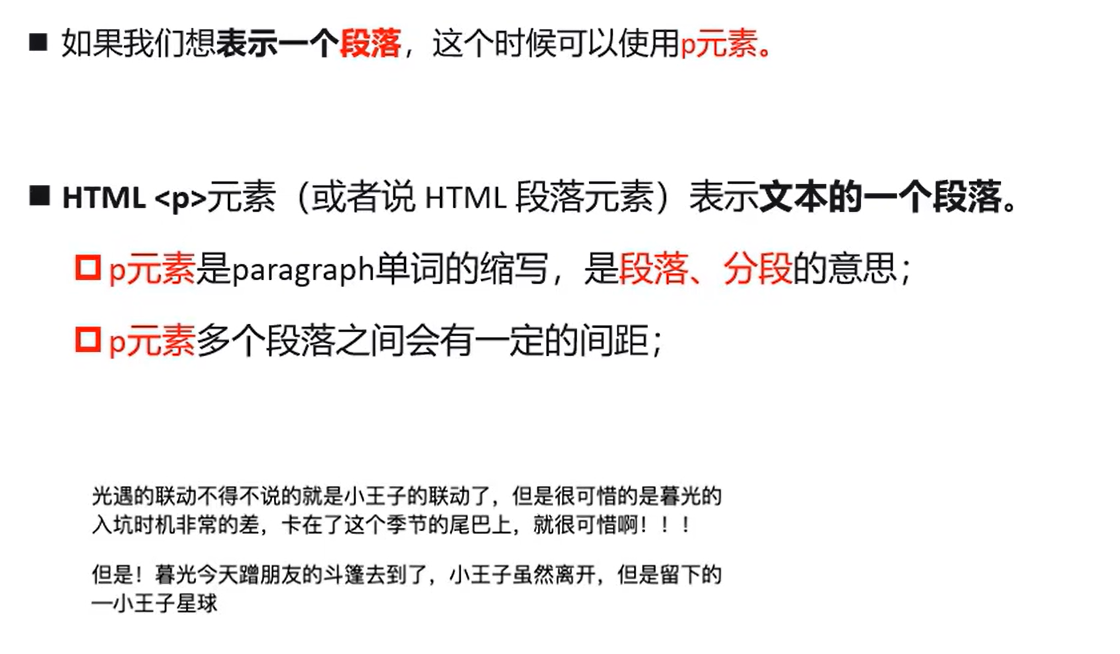 如果我们想表示一个段落，这个时候可以使用p元素。
HTML <p>元素（或者说 HTML 段落元素）表示文本的一个段落。
p元素是paragraph单词的缩写，是段落、分段的意思；
p元素多个段落之间会有一定的间距；
光遇的联动不得不说的就是小王子的联动了，但是很可惜的是暮光的
入坑时机非常的差，卡在了这个季节的尾巴上，就很可惜啊！！！
但是！暮光今天蹭朋友的斗篷去到了，小王子虽然离开，但是留下的
—小王子星球